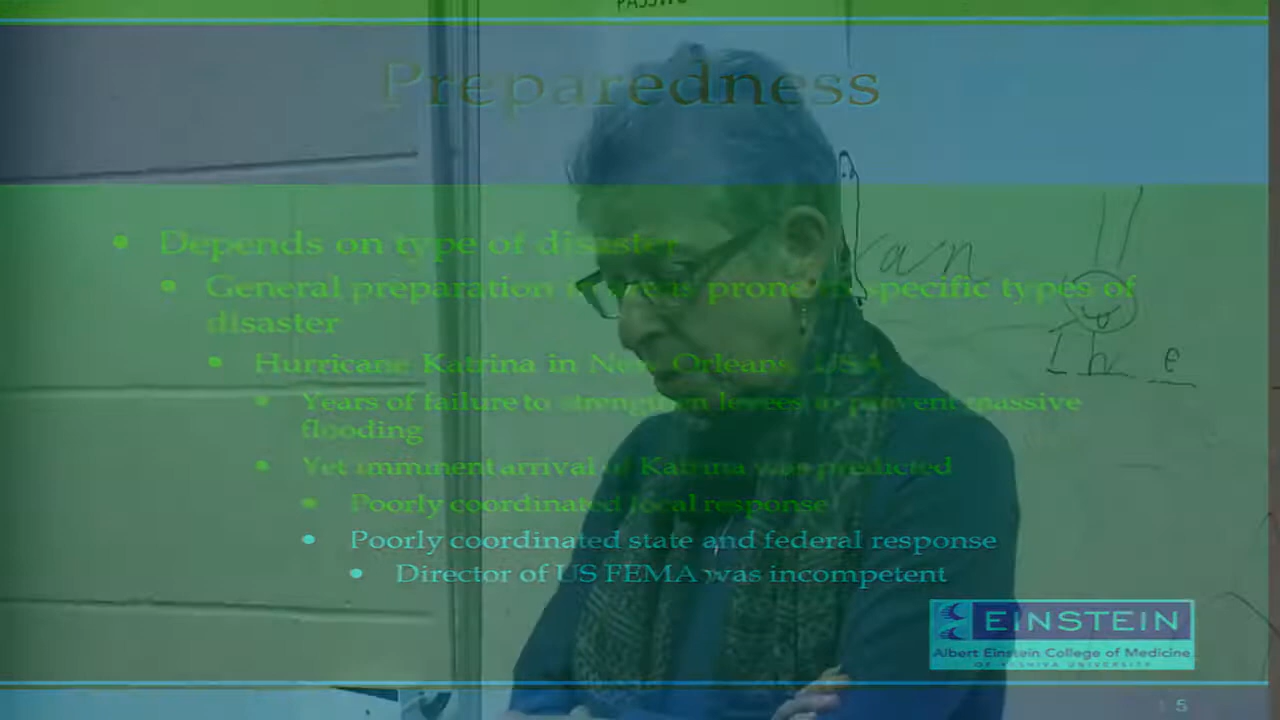 Preparedness
Depends on type of disaster
General preparation in areas prone to specific types of
disaster
Hurricane Katrina in New Orleans, USA
Years of failure to strengthen levees to prevent massive
flooding
Yet imminent arrival of Katrina was predicted
Poorly coordinated local response
Poorly coordinated state and federal response
Director of US FEMA was incompetent
EINSTEIN
Albert Einstein College of Medicine
OF YESHIVA UNIVERSITY
5